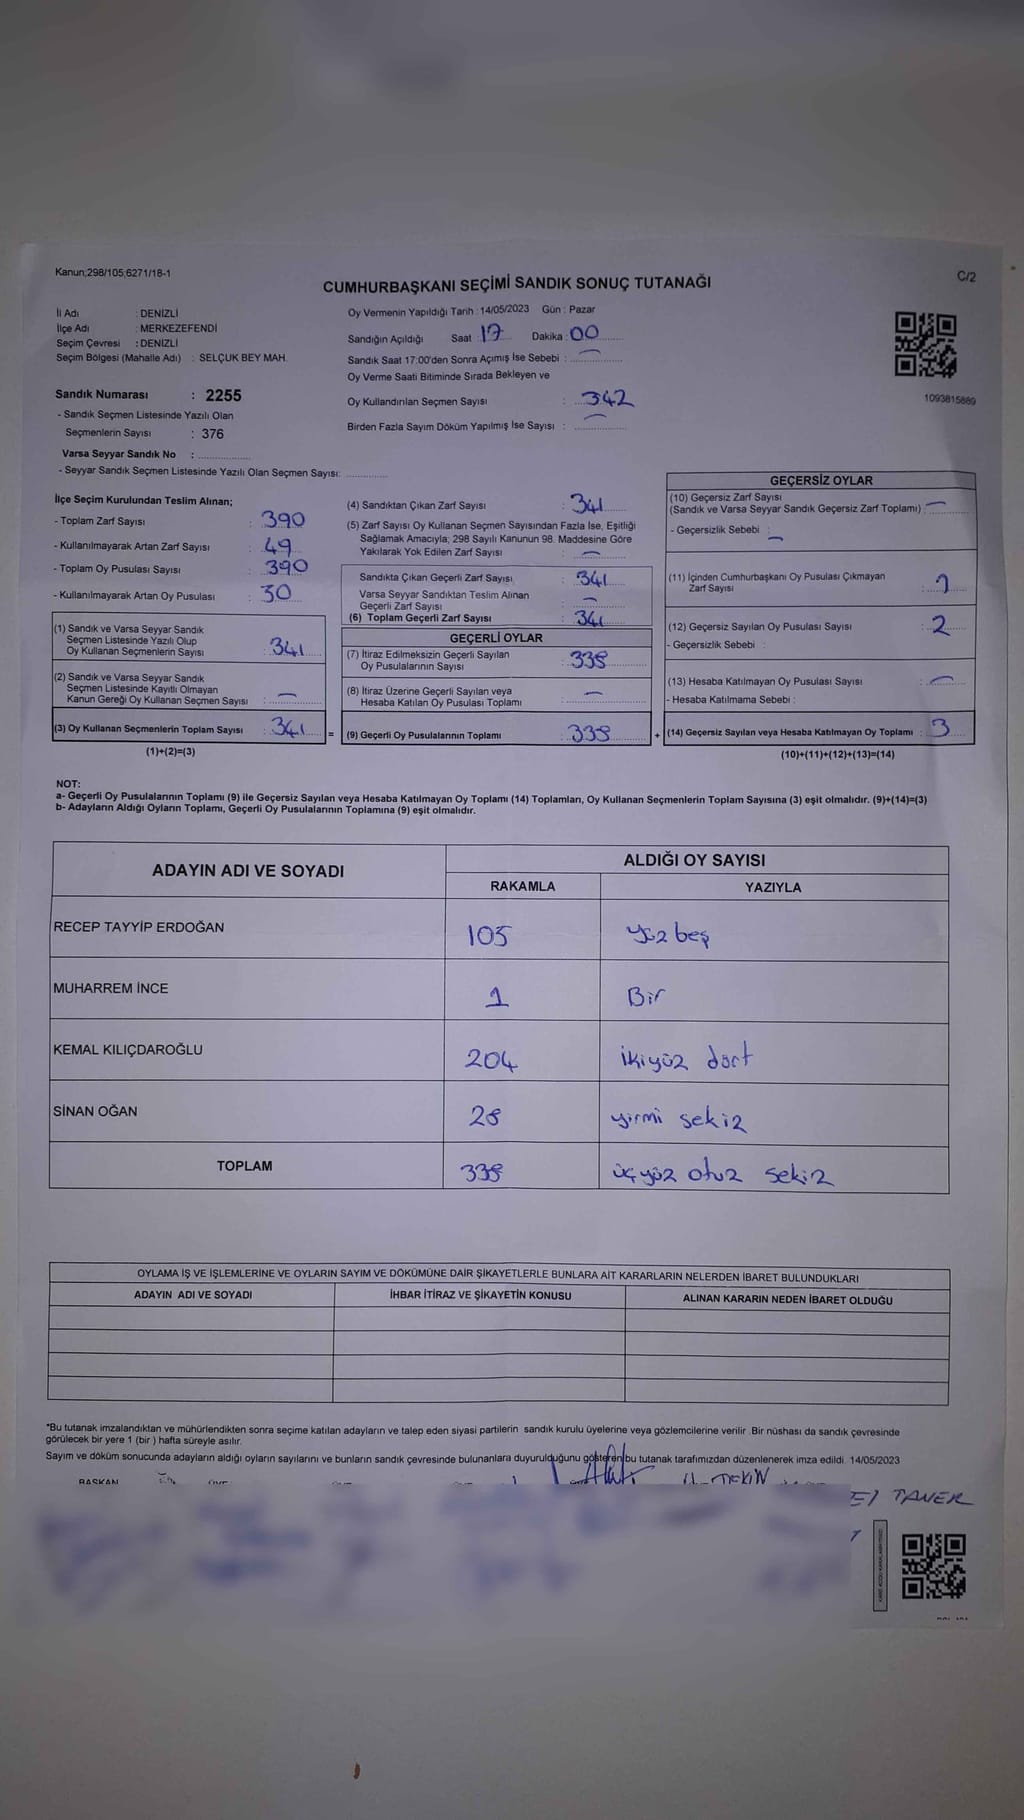 Kanun;298/105;6271/18-1
C/2
CUMHURBAŞKANI SEÇİMİ SANDIK SONUÇ TUTANAĞI
İl Adı : DENİZLİ
İlçe Adı : MERKEZEFENDİ
Seçim Çevresi : DENİZLİ
Seçim Bölgesi (Mahalle Adı) : SELÇUK BEY MAH.
Sandık Numarası : 2255
- Sandık Seçmen Listesinde Yazılı Olan
Seçmenlerin Sayısı : 376
Varsa Seyyar Sandık No : ..............
- Seyyar Sandık Seçmen Listesinde Yazılı Olan Seçmen Sayısı: ............
Oy Vermenin Yapıldığı Tarih : 14/05/2023 Gün : Pazar
Sandığın Açıldığı Saat : 17 Dakika : 00
Sandık Saat 17:00'den Sonra Açımış İse Sebebi : —
Oy Verme Saati Bitiminde Sırada Bekleyen ve
Oy Kullandırılan Seçmen Sayısı : 342
Birden Fazla Sayım Döküm Yapılmış İse Sayısı : —
1093815889
İlçe Seçim Kurulundan Teslim Alınan;
- Toplam Zarf Sayısı : 390
- Kullanılmayarak Artan Zarf Sayısı : 49
- Toplam Oy Pusulası Sayısı : 390
- Kullanılmayarak Artan Oy Pusulası : 50
(1) Sandık ve Varsa Seyyar Sandık
Seçmen Listesinde Yazılı Olup
Oy Kullanan Seçmenlerin Sayısı : 341
(2) Sandık ve Varsa Seyyar Sandık
Seçmen Listesinde Kayıtlı Olmayan
Kanun Gereği Oy Kullanan Seçmen Sayısı : —
(3) Oy Kullanan Seçmenlerin Toplam Sayısı : 341 =
(1)+(2)=(3)
(4) Sandıktan Çıkan Zarf Sayısı : 341
(5) Zarf Sayısı Oy Kullanan Seçmen Sayısından Fazla İse, Eşitliği
Sağlamak Amacıyla; 298 Sayılı Kanunun 98. Maddesine Göre
Yakılarak Yok Edilen Zarf Sayısı : —
Sandıkta Çıkan Geçerli Zarf Sayısı : 341
Varsa Seyyar Sandıktan Teslim Alınan
Geçerli Zarf Sayısı : —
(6) Toplam Geçerli Zarf Sayısı : 341
GEÇERLİ OYLAR
(7) İtiraz Edilmeksizin Geçerli Sayılan
Oy Pusulalarının Sayısı : 338
(8) İtiraz Üzerine Geçerli Sayılan veya
Hesaba Katılan Oy Pusulası Toplamı : —
(9) Geçerli Oy Pusulalarının Toplamı : 338 +
GEÇERSİZ OYLAR
(10) Geçersiz Zarf Sayısı
(Sandık ve Varsa Seyyar Sandık Geçersiz Zarf Toplamı) : —
- Geçersizlik Sebebi : —
(11) İçinden Cumhurbaşkanı Oy Pusulası Çıkmayan
Zarf Sayısı : 1
(12) Geçersiz Sayılan Oy Pusulası Sayısı : 2
- Geçersizlik Sebebi :
(13) Hesaba Katılmayan Oy Pusulası Sayısı : —
- Hesaba Katılmama Sebebi :
(14) Geçersiz Sayılan veya Hesaba Katılmayan Oy Toplamı : 3
(10)+(11)+(12)+(13)=(14)
NOT:
a- Geçerli Oy Pusulalarının Toplamı (9) ile Geçersiz Sayılan veya Hesaba Katılmayan Oy Toplamı (14) Toplamları, Oy Kullanan Seçmenlerin Toplam Sayısına (3) eşit olmalıdır. (9)+(14)=(3)
b- Adayların Aldığı Oyların Toplamı, Geçerli Oy Pusulalarının Toplamına (9) eşit olmalıdır.
ADAYIN ADI VE SOYADI ALDIĞI OY SAYISI
RAKAMLA YAZIYLA
RECEP TAYYİP ERDOĞAN 105 yüz beş
MUHARREM İNCE 1 Bir
KEMAL KILIÇDAROĞLU 204 ikiyüz dört
SİNAN OĞAN 28 yirmi sekiz
TOPLAM 338 üçyüz otuz sekiz
OYLAMA İŞ VE İŞLEMLERİNE VE OYLARIN SAYIM VE DÖKÜMÜNE DAİR ŞİKAYETLERLE BUNLARA AİT KARARLARIN NELERDEN İBARET BULUNDUKLARI
ADAYIN ADI VE SOYADI İHBAR İTİRAZ VE ŞİKAYETİN KONUSU ALINAN KARARIN NEDEN İBARET OLDUĞU
*Bu tutanak imzalandıktan ve mühürlendikten sonra seçime katılan adayların ve talep eden siyasi partilerin sandık kurulu üyelerine veya gözlemcilerine verilir. Bir nüshası da sandık çevresinde
görülecek bir yere 1 (bir) hafta süreyle asılır.
Sayım ve döküm sonucunda adayların aldığı oyların sayılarını ve bunların sandık çevresinde bulunanlara duyurulduğunu gösteren bu tutanak tarafımızdan düzenlenerek imza edildi. 14/05/2023
BAŞKAN
TEKİN
TANER